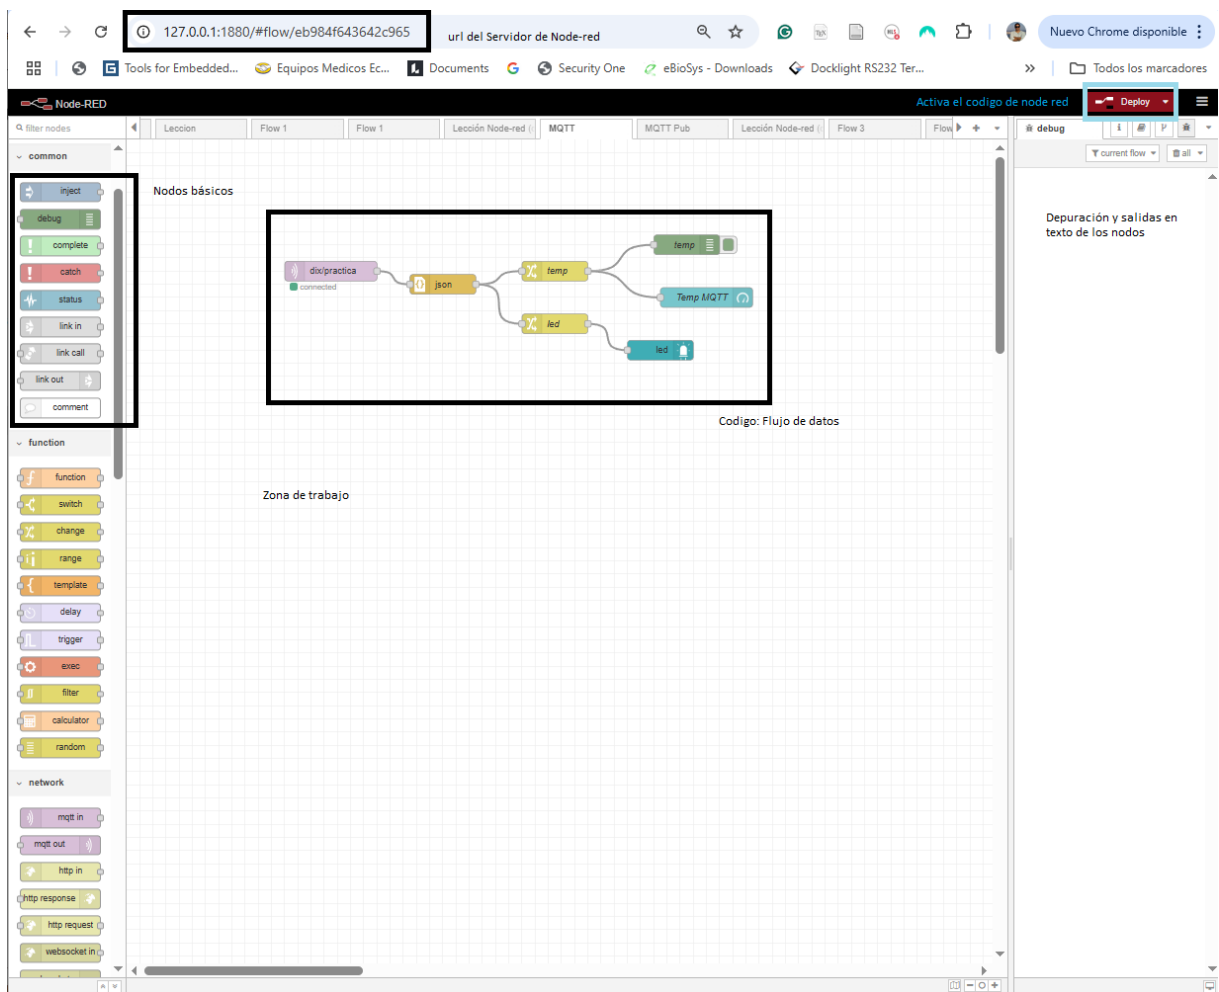 127.0.0.1:1880/#flow/eb984f643642c965
url del Servidor de Node-red
Nuevo Chrome disponible
Tools for Embedded...
Equipos Medicos Ec...
Documents
Security One
eBioSys - Downloads
Docklight RS232 Ter...
Todos los marcadores
Node-RED
Activa el codigo de node red
Deploy
filter nodes
Leccion
Flow 1
Flow 1
Lección Node-red (
MQTT
MQTT Pub
Lección Node-red (
Flow 3
Flow
debug
current flow
all
common
inject
debug
complete
catch
status
link in
link call
link out
comment
Nodos básicos
dix/practica
connected
json
temp
led
temp
Temp MQTT
led
Codigo: Flujo de datos
Zona de trabajo
Depuración y salidas en
texto de los nodos
function
function
switch
change
range
template
delay
trigger
exec
filter
calculator
random
network
mqtt in
mqtt out
http in
http response
http request
websocket in